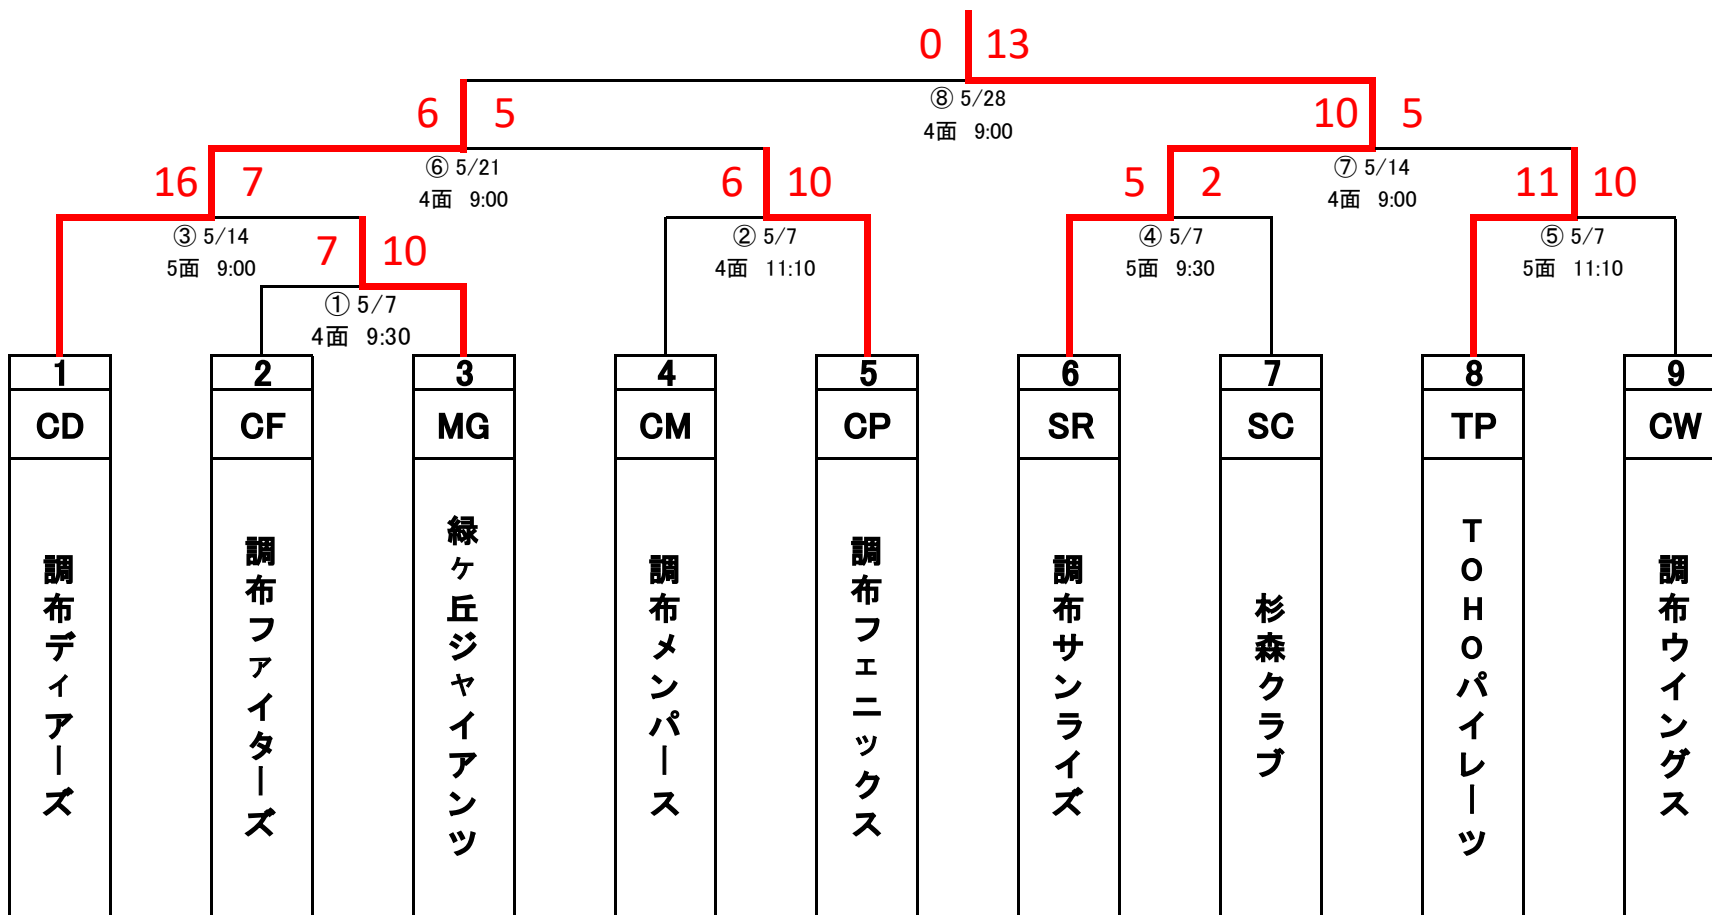 0 13
⑧ 5/28
4面 9:00
6 5
10 5
⑥ 5/21
4面 9:00
⑦ 5/14
4面 9:00
16 7
6 10
5 2
11 10
③ 5/14
5面 9:00
② 5/7
4面 11:10
④ 5/7
5面 9:30
⑤ 5/7
5面 11:10
7 10
① 5/7
4面 9:30
1 2 3 4 5 6 7 8 9
CD CF MG CM CP SR SC TP CW
調布ディアーズ
調布ファイターズ
緑ヶ丘ジャイアンツ
調布メンパース
調布フェニックス
調布サンライズ
杉森クラブ
TOHOパイレーツ
調布ウイングス